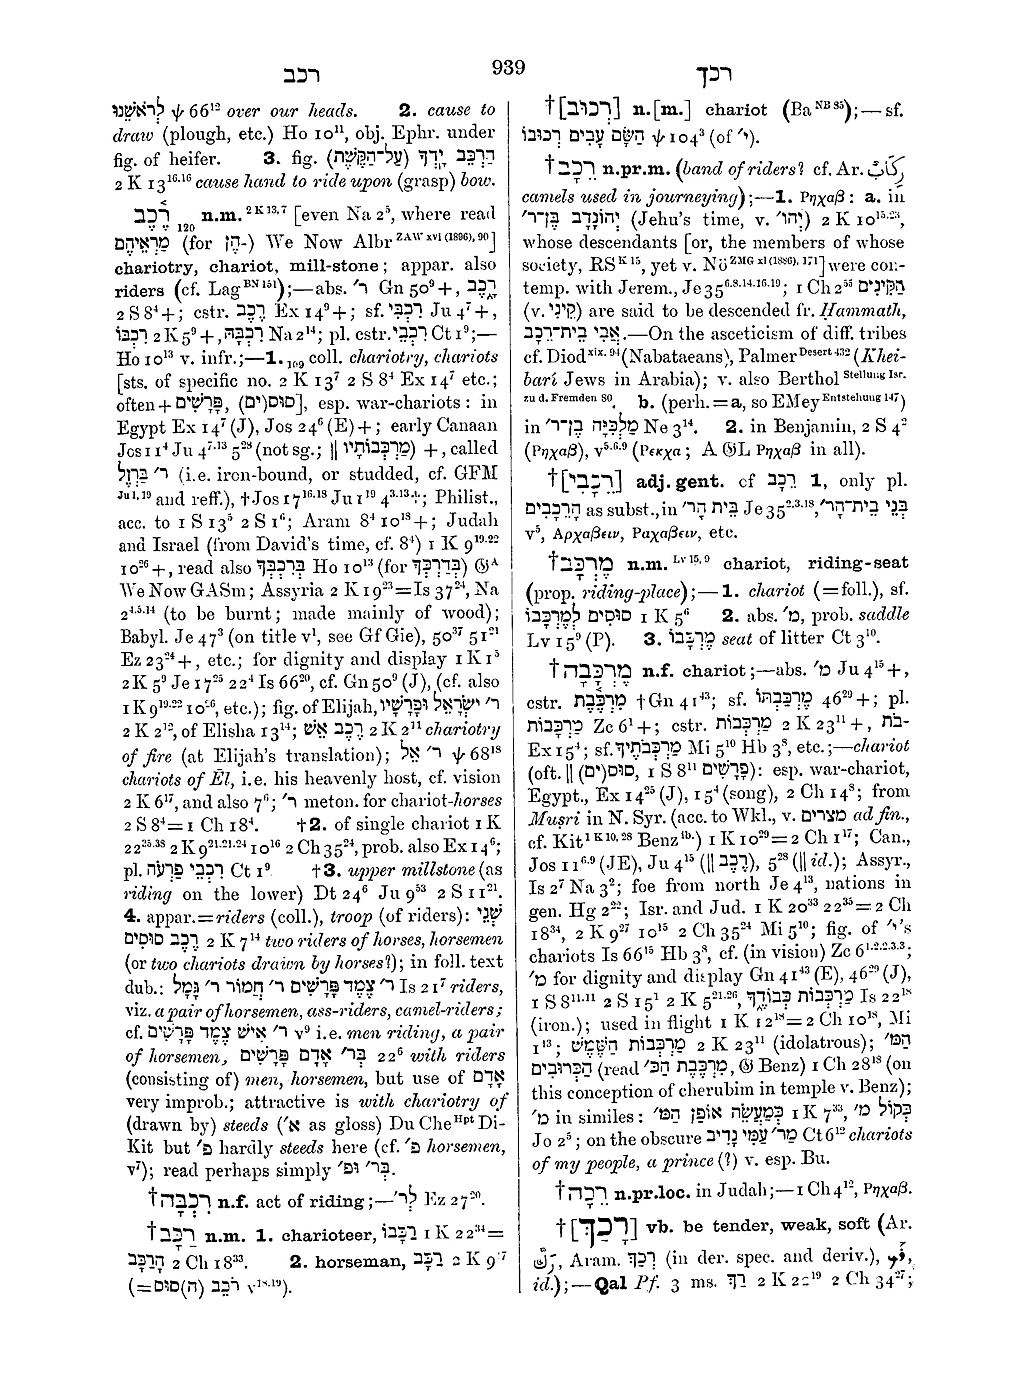 רכב
939
רכך
לְרֹאשֵׁנוּ ψ 66¹² over our heads. 2. cause to
draw (plough, etc.) Ho 10¹¹, obj. Ephr. under
fig. of heifer. 3. fig. הַרְכֵּב יָֽדְךָ (עַל־הַקֶּשֶׁת)
2 K 13¹⁶·¹⁶ cause hand to ride upon (grasp) bow.
רֶ֫כֶב 120 n.m. 2 K 13, 7 [even Na 2⁵, where read
מַרְאֵיהֶם (for הֶן-) We Now Albr ZAW xvi (1896), 90]
chariotry, chariot, mill-stone; appar. also
riders (cf. Lag BN 151);—abs. ר׳ Gn 50⁹ +, רָ֑כֶב
2 S 8⁴ +; cstr. רֶכֶב Ex 14⁹ +; sf. רִכְבִּי Ju 4⁷ +,
רִכְבּוֹ 2 K 5⁹ +, רִכְבָּהּ Na 2¹⁴; pl. cstr. רִכְבֵי Ct 1⁹;—
Ho 10¹³ v. infr.;—1. 109 coll. chariotry, chariots
[sts. of specific no. 2 K 13⁷ 2 S 8⁴ Ex 14⁷ etc.;
often + פָּרָשִׁים, (סוּס(ים], esp. war-chariots: in
Egypt Ex 14⁷ (J), Jos 24⁶ (E) +; early Canaan
Jos 11⁴ Ju 4⁷·¹³ 5²⁸ (not sg.; ‖ מַרְכְּבוֹתָיו) +, called
ר׳ בַּרְזֶל (i.e. iron-bound, or studded, cf. GFM
Ju 1, 19 and reff.), †Jos 17¹⁶·¹⁸ Ju 1¹⁹ 4³·¹³†; Philist.,
acc. to 1 S 13⁵ 2 S 1⁶; Aram 8⁴ 10¹⁸ +; Judah
and Israel (from David's time, cf. 8⁴) 1 K 9¹⁹·²²
10²⁶ +, read also בְּרִכְבְּךָ Ho 10¹³ (for בְּדַרְכְּךָ) 𝔊ᴬ
We Now GASm; Assyria 2 K 19²³ = Is 37²⁴, Na
2⁴·⁵·¹⁴ (to be burnt; made mainly of wood);
Babyl. Je 47³ (on title v¹, see Gf Gie), 50³⁷ 51²¹
Ez 23²⁴ +, etc.; for dignity and display 1 K 1⁵
2 K 5⁹ Je 17²⁵ 22⁴ Is 66²⁰, cf. Gn 50⁹ (J), (cf. also
1 K 9¹⁹·²² 10²⁶, etc.); fig. of Elijah, ר׳ יִשְׂרָאֵל וּפָרָשָׁיו
2 K 2¹², of Elisha 13¹⁴; רֶכֶב אֵשׁ 2 K 2¹¹ chariotry
of fire (at Elijah's translation); ר׳ אֵל ψ 68¹⁸
chariots of Ēl, i.e. his heavenly host, cf. vision
2 K 6¹⁷, and also 7⁶; ר׳ meton. for chariot-horses
2 S 8⁴ = 1 Ch 18⁴. †2. of single chariot 1 K
22³⁵·³⁸ 2 K 9²¹·²¹·²⁴ 10¹⁶ 2 Ch 35²⁴, prob. also Ex 14⁶;
pl. רִכְבֵי פַרְעֹה Ct 1⁹. †3. upper millstone (as
riding on the lower) Dt 24⁶ Ju 9⁵³ 2 S 11²¹.
4. appar. = riders (coll.), troop (of riders): שְׁנֵי
רֶכֶב סוּסִים 2 K 7¹⁴ two riders of horses, horsemen
(or two chariots drawn by horses?); in foll. text
dub.: ר׳ צֶמֶד פָּרָשִׁים ר׳ חֲמוֹר ר׳ גָּמָל Is 21⁷ riders,
viz. a pair of horsemen, ass-riders, camel-riders;
cf. ר׳ אִישׁ צֶמֶד פָּרָשִׁים v⁹ i.e. men riding, a pair
of horsemen, בְּר׳ אָדָם פָּרָשִׁים 22⁶ with riders
(consisting of) men, horsemen, but use of אָדָם
very improb.; attractive is with chariotry of
(drawn by) steeds (א׳ as gloss) Du Che Hpt Di-
Kit but פ׳ hardly steeds here (cf. פ׳ horsemen,
v⁷); read perhaps simply בְּר׳ וּפ׳.
†רִכְבָּה n.f. act of riding;—לְר׳ Ez 27²⁰.
†רַכָּב n.m. 1. charioteer, רַכָּבוֹ 1 K 22³⁴ =
הָרַכָּב 2 Ch 18³³. 2. horseman, רַכָּב 2 K 9¹⁷
(= רֹכֵב (ה)סוּס v¹⁸·¹⁹).
†[רְכוּב] n.[m.] chariot (Ba NB 85);—sf.
הַשָּׂם עָבִים רְכוּבוֹ ψ 104³ (of י׳).
†רֵכָב n.pr.m. (band of riders? cf. Ar. رِكَابٌ
camels used in journeying);—1. Ρηχαβ: a. in
יְהוֹנָדָב בֶּן־ר׳ (Jehu's time, v. יְהוּ׳) 2 K 10¹⁵·²³,
whose descendants [or, the members of whose
society, RS K 15, yet v. Nö ZMG xl (1886), 171] were con-
temp. with Jerem., Je 35⁶·⁸·¹⁴·¹⁶·¹⁹; 1 Ch 2⁵⁵ הַקִּינִים
(v. קֵינִי) are said to be descended fr. Ḥammath,
אֲבִי בֵית־רֵכָב.—On the asceticism of diff. tribes
cf. Diod xix. 94 (Nabataeans), Palmer Desert 432 (Khei-
barî Jews in Arabia); v. also Berthol Stellung Isr.
zu d. Fremden 80. b. (perh. = a, so EMey Entstehung 147)
in מַלְכִּיָּה בֶן־ר׳ Ne 3¹⁴. 2. in Benjamin, 2 S 4²
(Ρηχαβ), v⁵·⁶·⁹ (Ρεκχα; A 𝔊L Ρηχαβ in all).
†[רֵכָבִי] adj.gent. cf רֵכָב 1, only pl.
הָרֵכָבִים as subst., in בֵּית הָר׳ Je 35²·³·¹⁸, בְּנֵי בֵית־הָר׳
v⁵, Αρχαβειν, Ραχαβειν, etc.
†מֶרְכָּב n.m. Lv 15, 9 chariot, riding-seat
(prop. riding-place);—1. chariot (= foll.), sf.
סוּסִים לְמֶרְכָּבוֹ 1 K 5⁶ 2. abs. מ׳, prob. saddle
Lv 15⁹ (P). 3. מֶרְכָּבוֹ seat of litter Ct 3¹⁰.
†מֶרְכָּבָה n.f. chariot;—abs. מ׳ Ju 4¹⁵ +,
cstr. מִרְכֶּ֫בֶת †Gn 41⁴³; sf. מֶרְכַּבְתּוֹ 46²⁹ +; pl.
מַרְכָּבוֹת Zc 6¹ +; cstr. מַרְכְּבוֹת 2 K 23¹¹ +, בֹת-
Ex 15⁴; sf. מַרְכְּבֹתֶיךָ Mi 5¹⁰ Hb 3⁸, etc.;—chariot
(oft. ‖ (סוּס(ים, פָּרָשִׁים 1 S 8¹¹): esp. war-chariot,
Egypt., Ex 14²⁵ (J), 15⁴ (song), 2 Ch 14⁸; from
Muṣri in N. Syr. (acc. to Wkl., v. מצרים ad fin.,
cf. Kit 1 K 10, 28 Benz ib.) 1 K 10²⁹ = 2 Ch 1¹⁷; Can.,
Jos 11⁶·⁹ (JE), Ju 4¹⁵ (‖ רֶכֶב), 5²⁸ (‖ id.); Assyr.,
Is 2⁷ Na 3²; foe from north Je 4¹³, nations in
gen. Hg 2²²; Isr. and Jud. 1 K 20³³ 22³⁵ = 2 Ch
18³⁴, 2 K 9²⁷ 10¹⁵ 2 Ch 35²⁴ Mi 5¹⁰; fig. of י׳'s
chariots Is 66¹⁵ Hb 3⁸, cf. (in vision) Zc 6¹·²·²·³·³;
מ׳ for dignity and display Gn 41⁴³ (E), 46²⁹ (J),
1 S 8¹¹·¹¹ 2 S 15¹ 2 K 5²¹·²⁶, מַרְכְּבוֹת כְּבוֹדֶךָ Is 22¹⁸
(iron.); used in flight 1 K 12¹⁸ = 2 Ch 10¹⁸, Mi
1¹³; מַרְכְּבוֹת הַשֶּׁמֶשׁ 2 K 23¹¹ (idolatrous); הַמּ׳
הַכְּרוּבִים (read מִרְכֶּבֶת הַכּ׳, 𝔊 Benz) 1 Ch 28¹⁸ (on
this conception of cherubim in temple v. Benz);
מ׳ in similes: כְּמַעֲשֵׂה אוֹפַן הַמּ׳ 1 K 7³³, כְּקוֹל מ׳
Jo 2⁵; on the obscure מַר׳ עַמִּי נָדִיב Ct 6¹² chariots
of my people, a prince (?) v. esp. Bu.
†רֵכָה n.pr.loc. in Judah;—1 Ch 4¹², Ρηχαβ.
†[רָכַךְ] vb. be tender, weak, soft (Ar.
رَكَّ, Aram. רְכַךְ (in der. spec. and deriv.), ܪܟ,
id.);—Qal Pf. 3 ms. רַךְ 2 K 22¹⁹ 2 Ch 34²⁷;